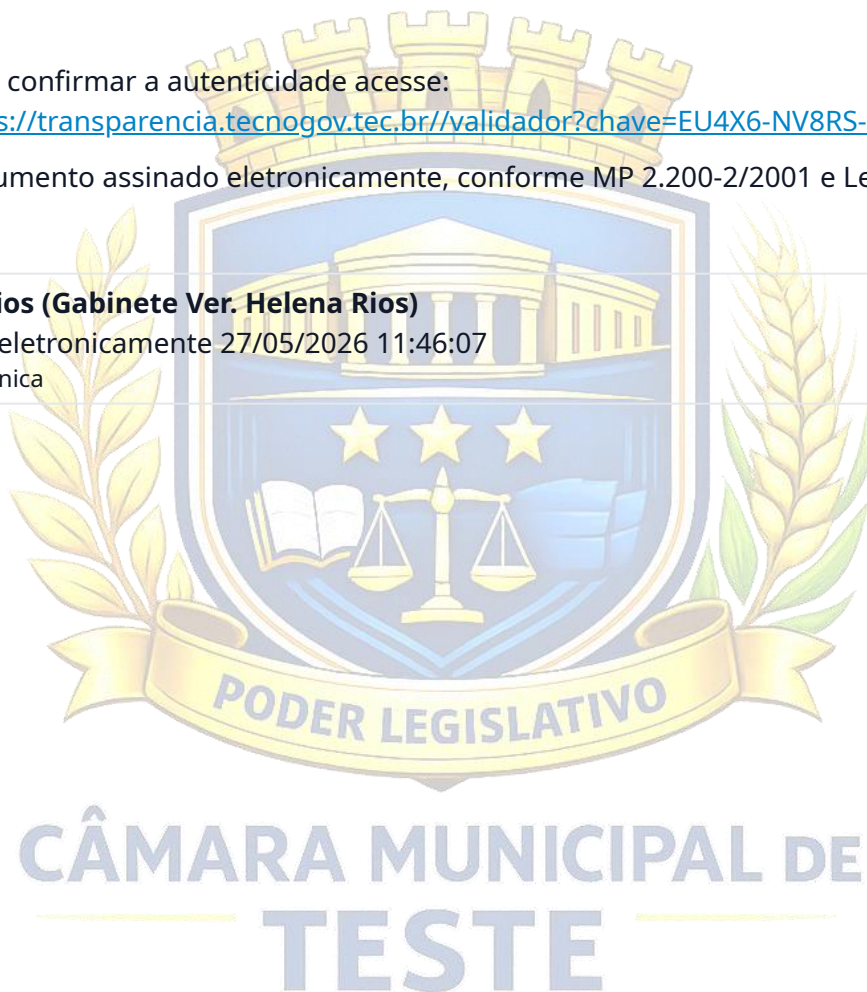 confirmar a autenticidade acesse:
s://transparencia.tecnogov.tec.br//validador?chave=EU4X6-NV8RS-
umento assinado eletronicamente, conforme MP 2.200-2/2001 e Le
ios (Gabinete Ver. Helena Rios)
eletronicamente 27/05/2026 11:46:07
nica
PODER LEGISLATIVO
CÂMARA MUNICIPAL DE
TESTE